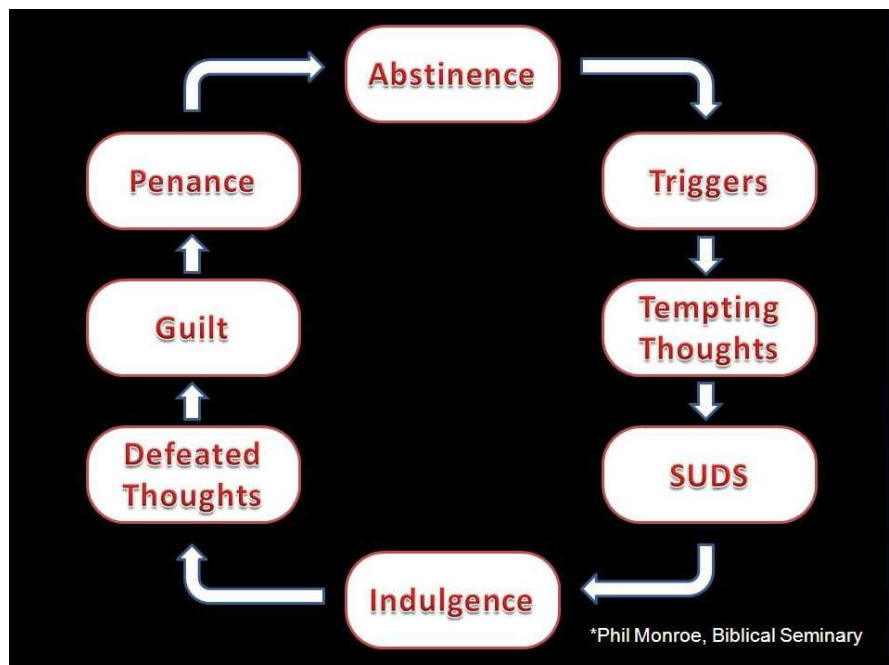 Abstinence
Triggers
Tempting
Thoughts
SUDS
Indulgence
Defeated
Thoughts
Guilt
Penance
*Phil Monroe, Biblical Seminary